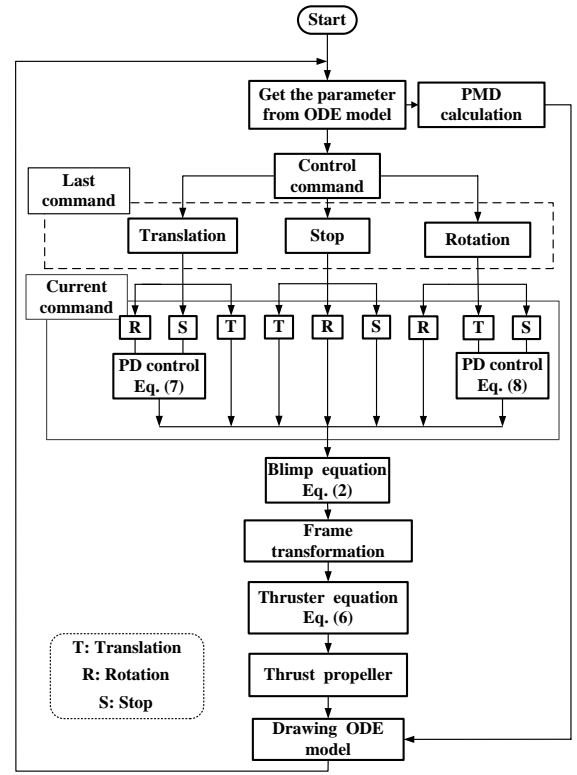 Start
Get the parameter
from ODE model
PMD
calculation
Control
command
Last
command
Translation
Stop
Rotation
Current
command
R
S
T
T
R
S
R
T
S
PD control
Eq. (7)
PD control
Eq. (8)
Blimp equation
Eq. (2)
Frame
transformation
Thruster equation
Eq. (6)
T: Translation
R: Rotation
S: Stop
Thrust propeller
Drawing ODE
model